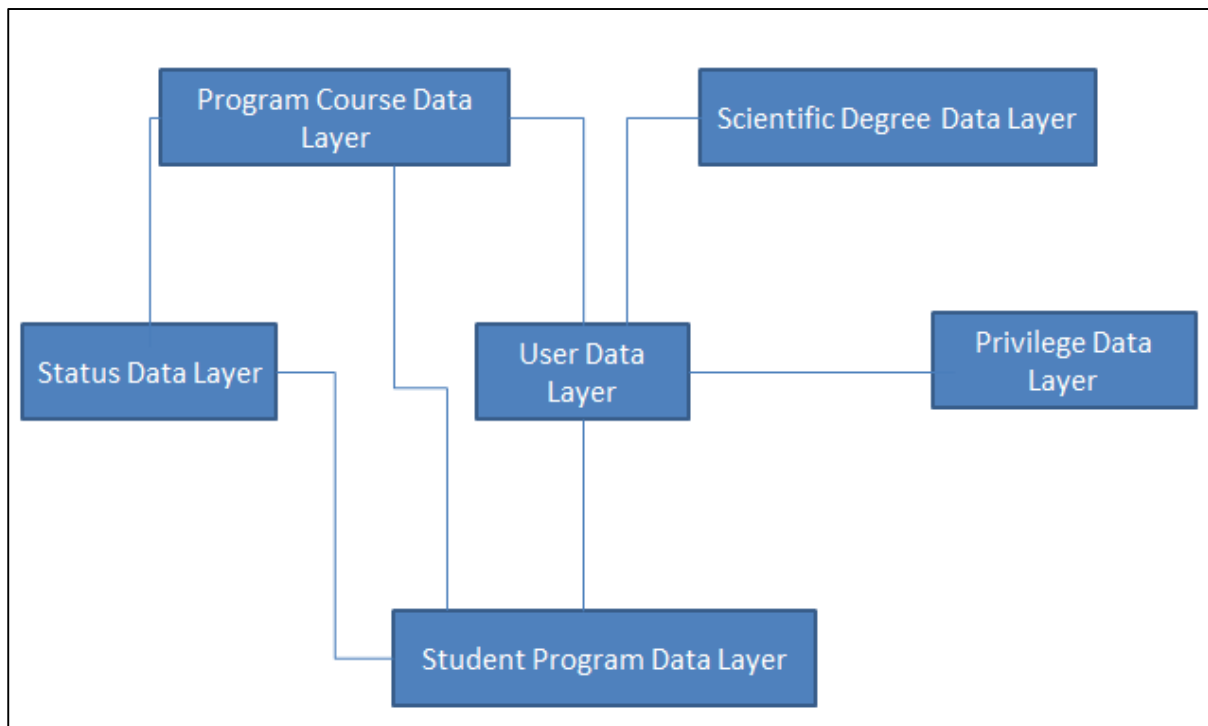 Program Course Data
Layer
Scientific Degree Data Layer
Status Data Layer
User Data
Layer
Privilege Data
Layer
Student Program Data Layer